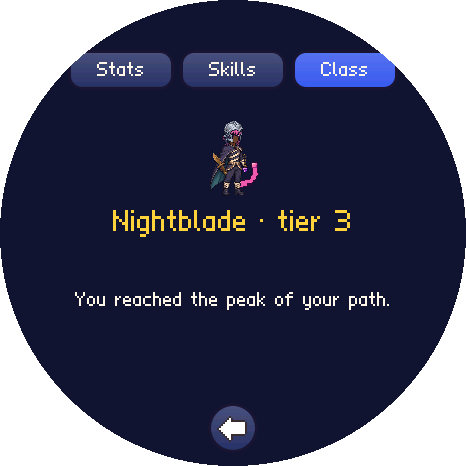 Stats Skills Class
Nightblade · tier 3
You reached the peak of your path.